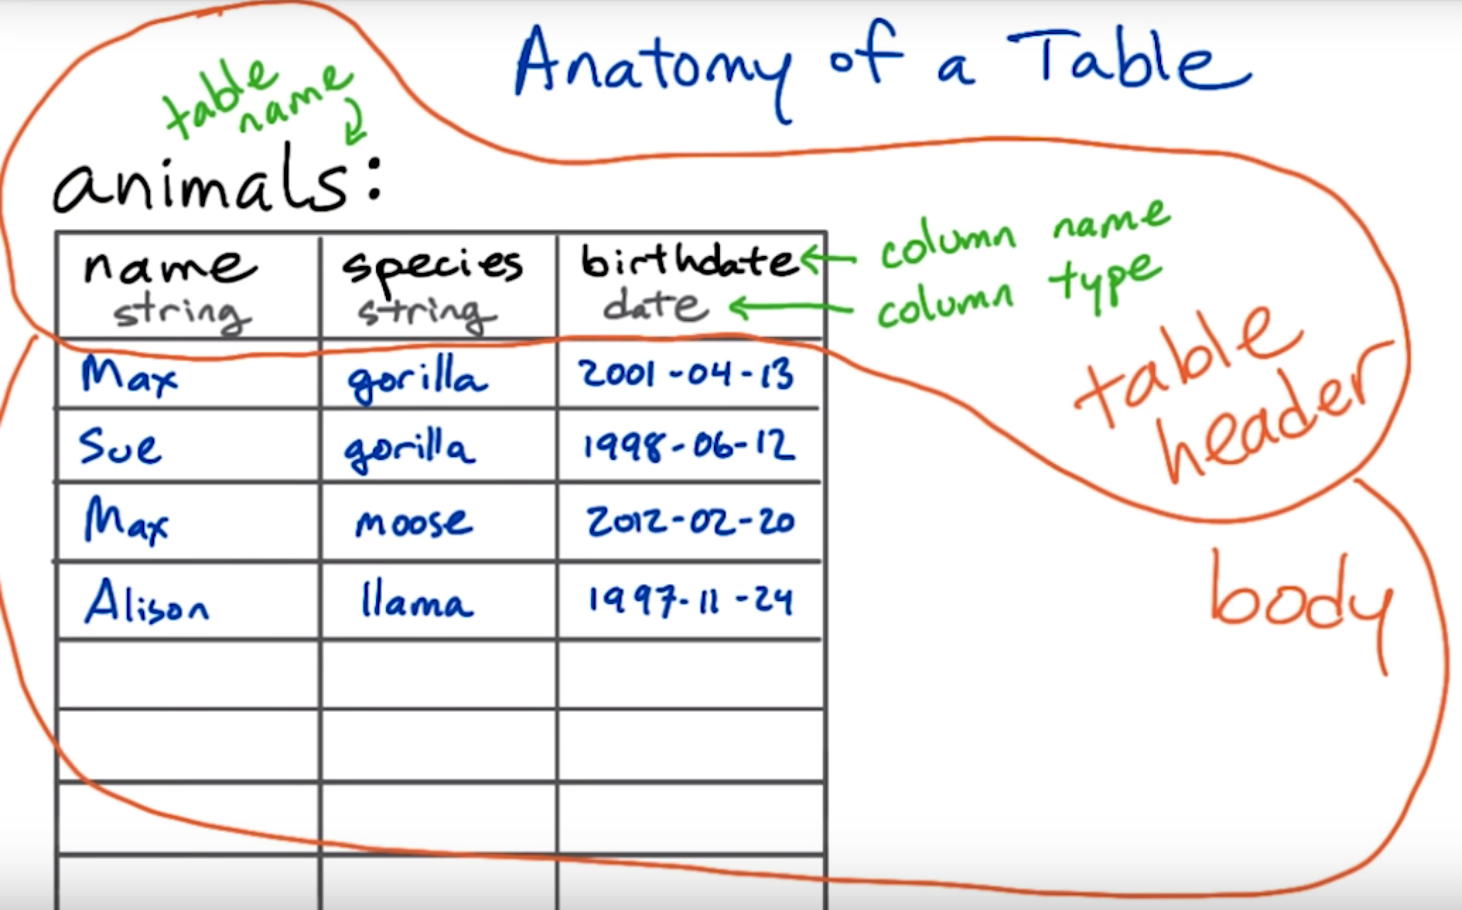 Anatomy of a Table
table
name
animals:
name species birthdate column name
string string date column type
table
header
Max gorilla 2001-04-13
Sue gorilla 1998-06-12
Max moose 2012-02-20
Alison llama 1997-11-24
body